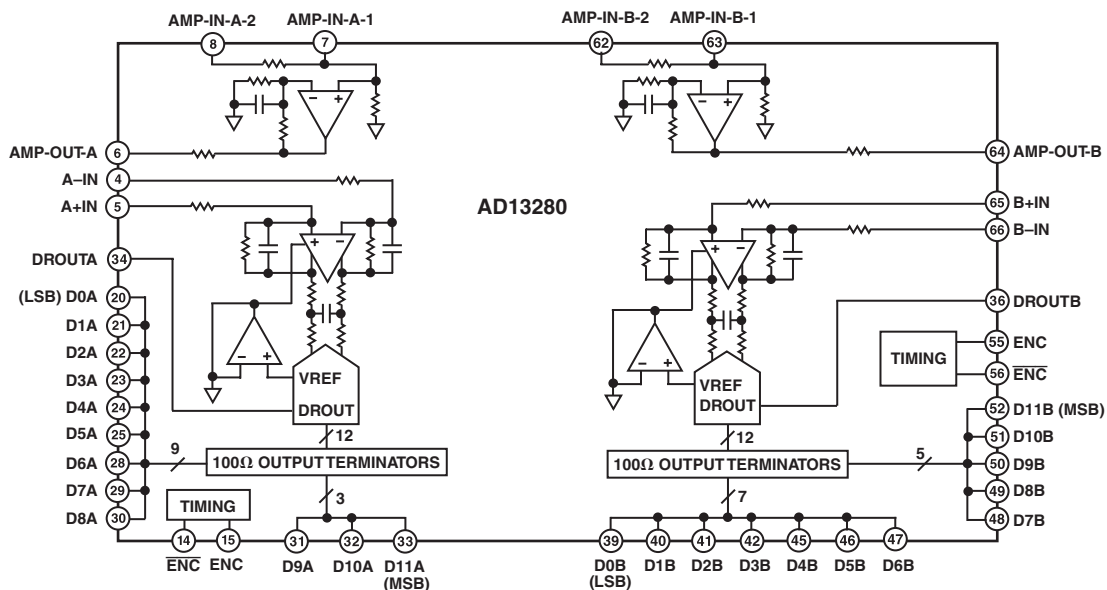 AMP-IN-A-2
AMP-IN-A-1
AMP-IN-B-2
AMP-IN-B-1
8
7
62
63
– +
– +
AMP-OUT-A 6
64 AMP-OUT-B
A–IN 4
A+IN 5
AD13280
65 B+IN
66 B–IN
+ –
+ –
DROUTA 34
36 DROUTB
(LSB) D0A 20
D1A 21
D2A 22
D3A 23
D4A 24
D5A 25
D6A 28
D7A 29
D8A 30
– +
– +
VREF
DROUT
VREF
DROUT
TIMING
55 ENC
56 ENC
52 D11B (MSB)
51 D10B
50 D9B
49 D8B
48 D7B
12
12
9
100Ω OUTPUT TERMINATORS
100Ω OUTPUT TERMINATORS
5
3
7
TIMING
14
15
31
32
33
39
40
41
42
45
46
47
ENC
ENC
D9A
D10A
D11A
(MSB)
D0B
(LSB)
D1B
D2B
D3B
D4B
D5B
D6B